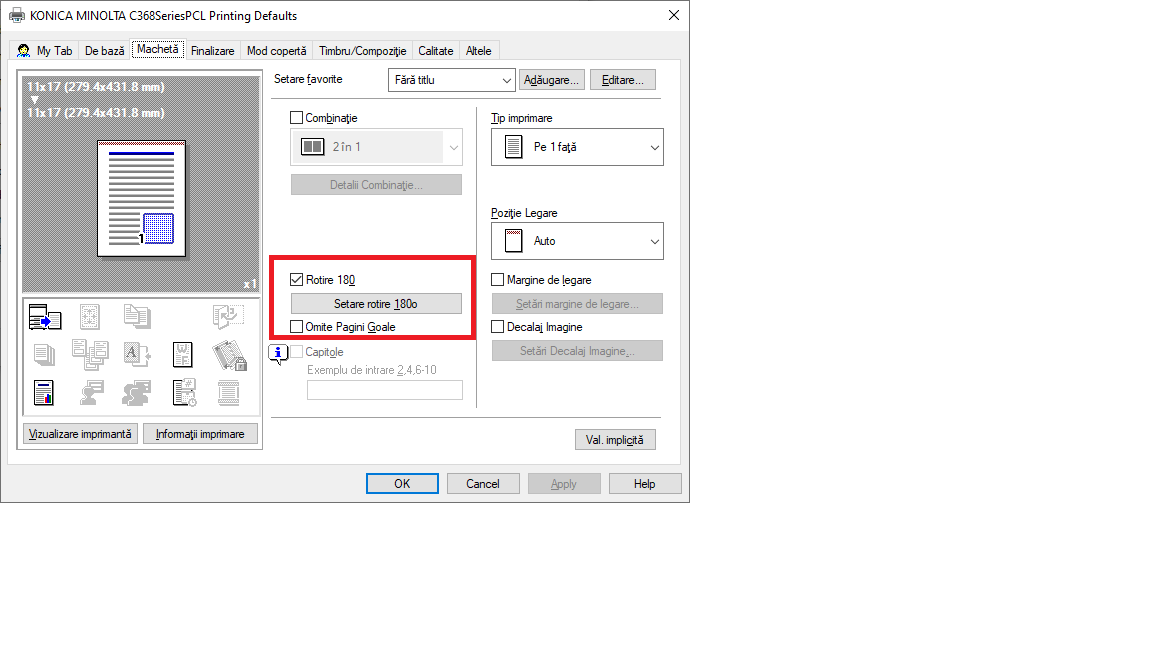 KONICA MINOLTA C368SeriesPCL Printing Defaults
My Tab De bază Machetă Finalizare Mod copertă Timbru/Compoziţie Calitate Altele
11x17 (279.4x431.8 mm)
11x17 (279.4x431.8 mm)
1
x1
Vizualizare imprimantă Informaţii imprimare
Setare favorite Fără titlu Adăugare... Editare...
Combinaţie
2 în 1
Detalii Combinaţie...
Rotire 180
Setare rotire 180o
Omite Pagini Goale
Capitole
Exemplu de intrare 2,4,6-10
Tip imprimare
Pe 1 faţă
Poziţie Legare
Auto
Margine de legare
Setări margine de legare...
Decalaj Imagine
Setări Decalaj Imagine...
Val. implicită
OK Cancel Apply Help